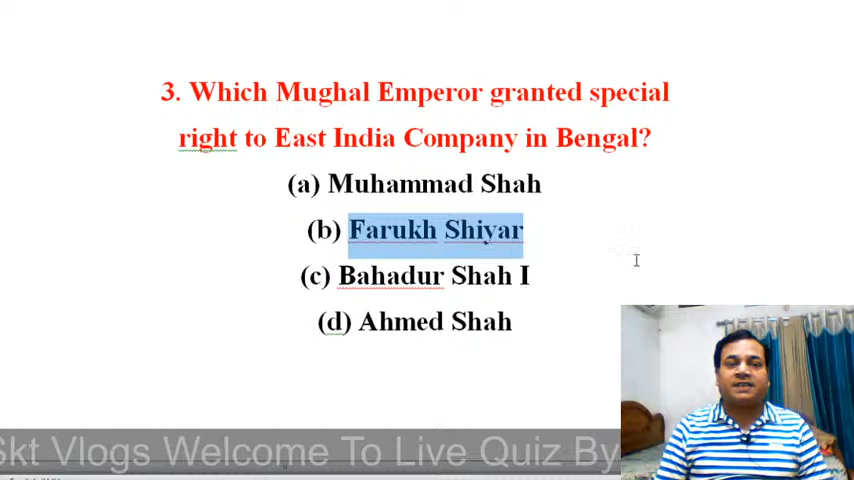 3. Which Mughal Emperor granted special
right to East India Company in Bengal?
(a) Muhammad Shah
(b) Farukh Shiyar
(c) Bahadur Shah I
(d) Ahmed Shah
Skt Vlogs Welcome To Live Quiz By